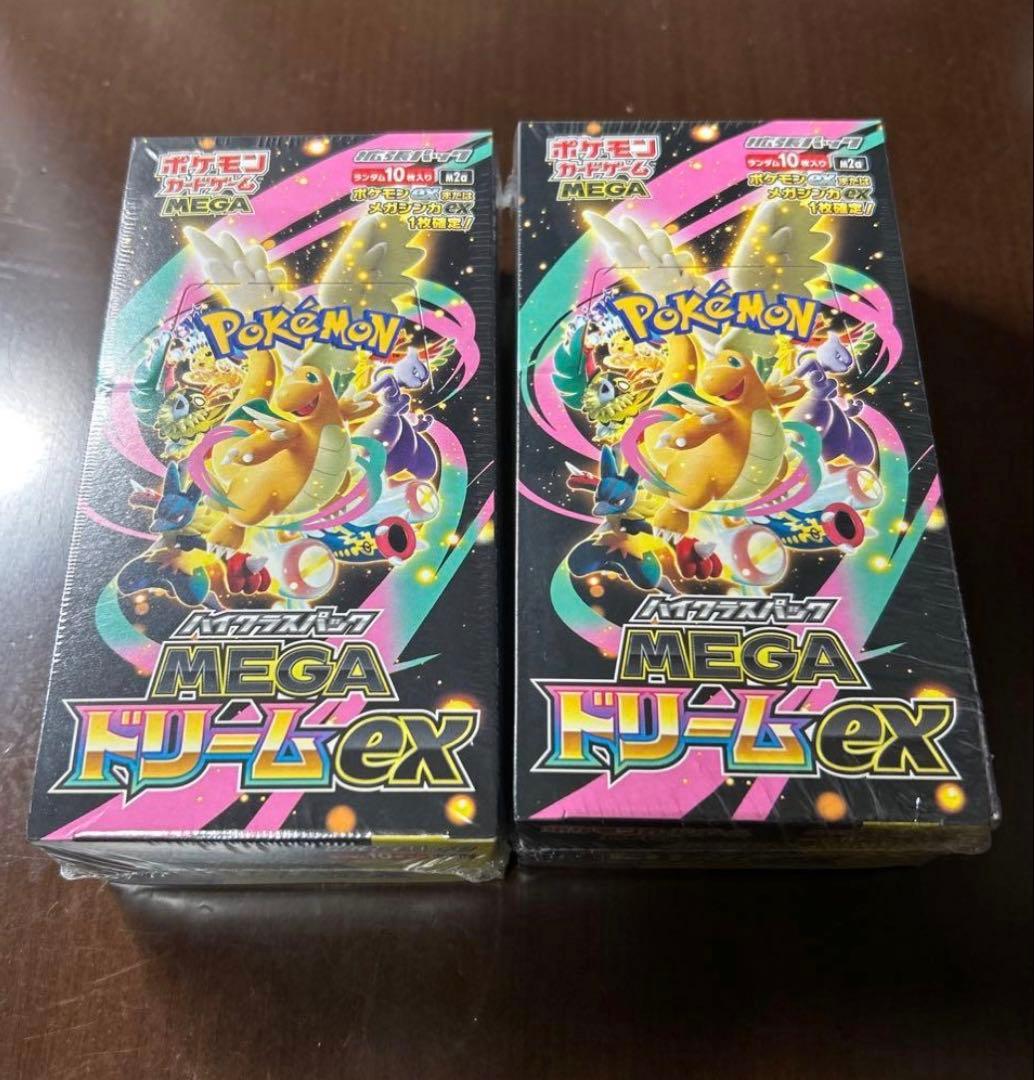 ポケモン
カードゲーム
MEGA
ハイクラスパック
ランダム10枚入り M2a
ポケモンexまたは
メガシンカex
1枚確定!
POKéMON
ハイクラスパック
MEGA
ドリームex
ポケモン
カードゲーム
MEGA
ハイクラスパック
ランダム10枚入り M2a
ポケモンexまたは
メガシンカex
1枚確定!
POKéMON
ハイクラスパック
MEGA
ドリームex